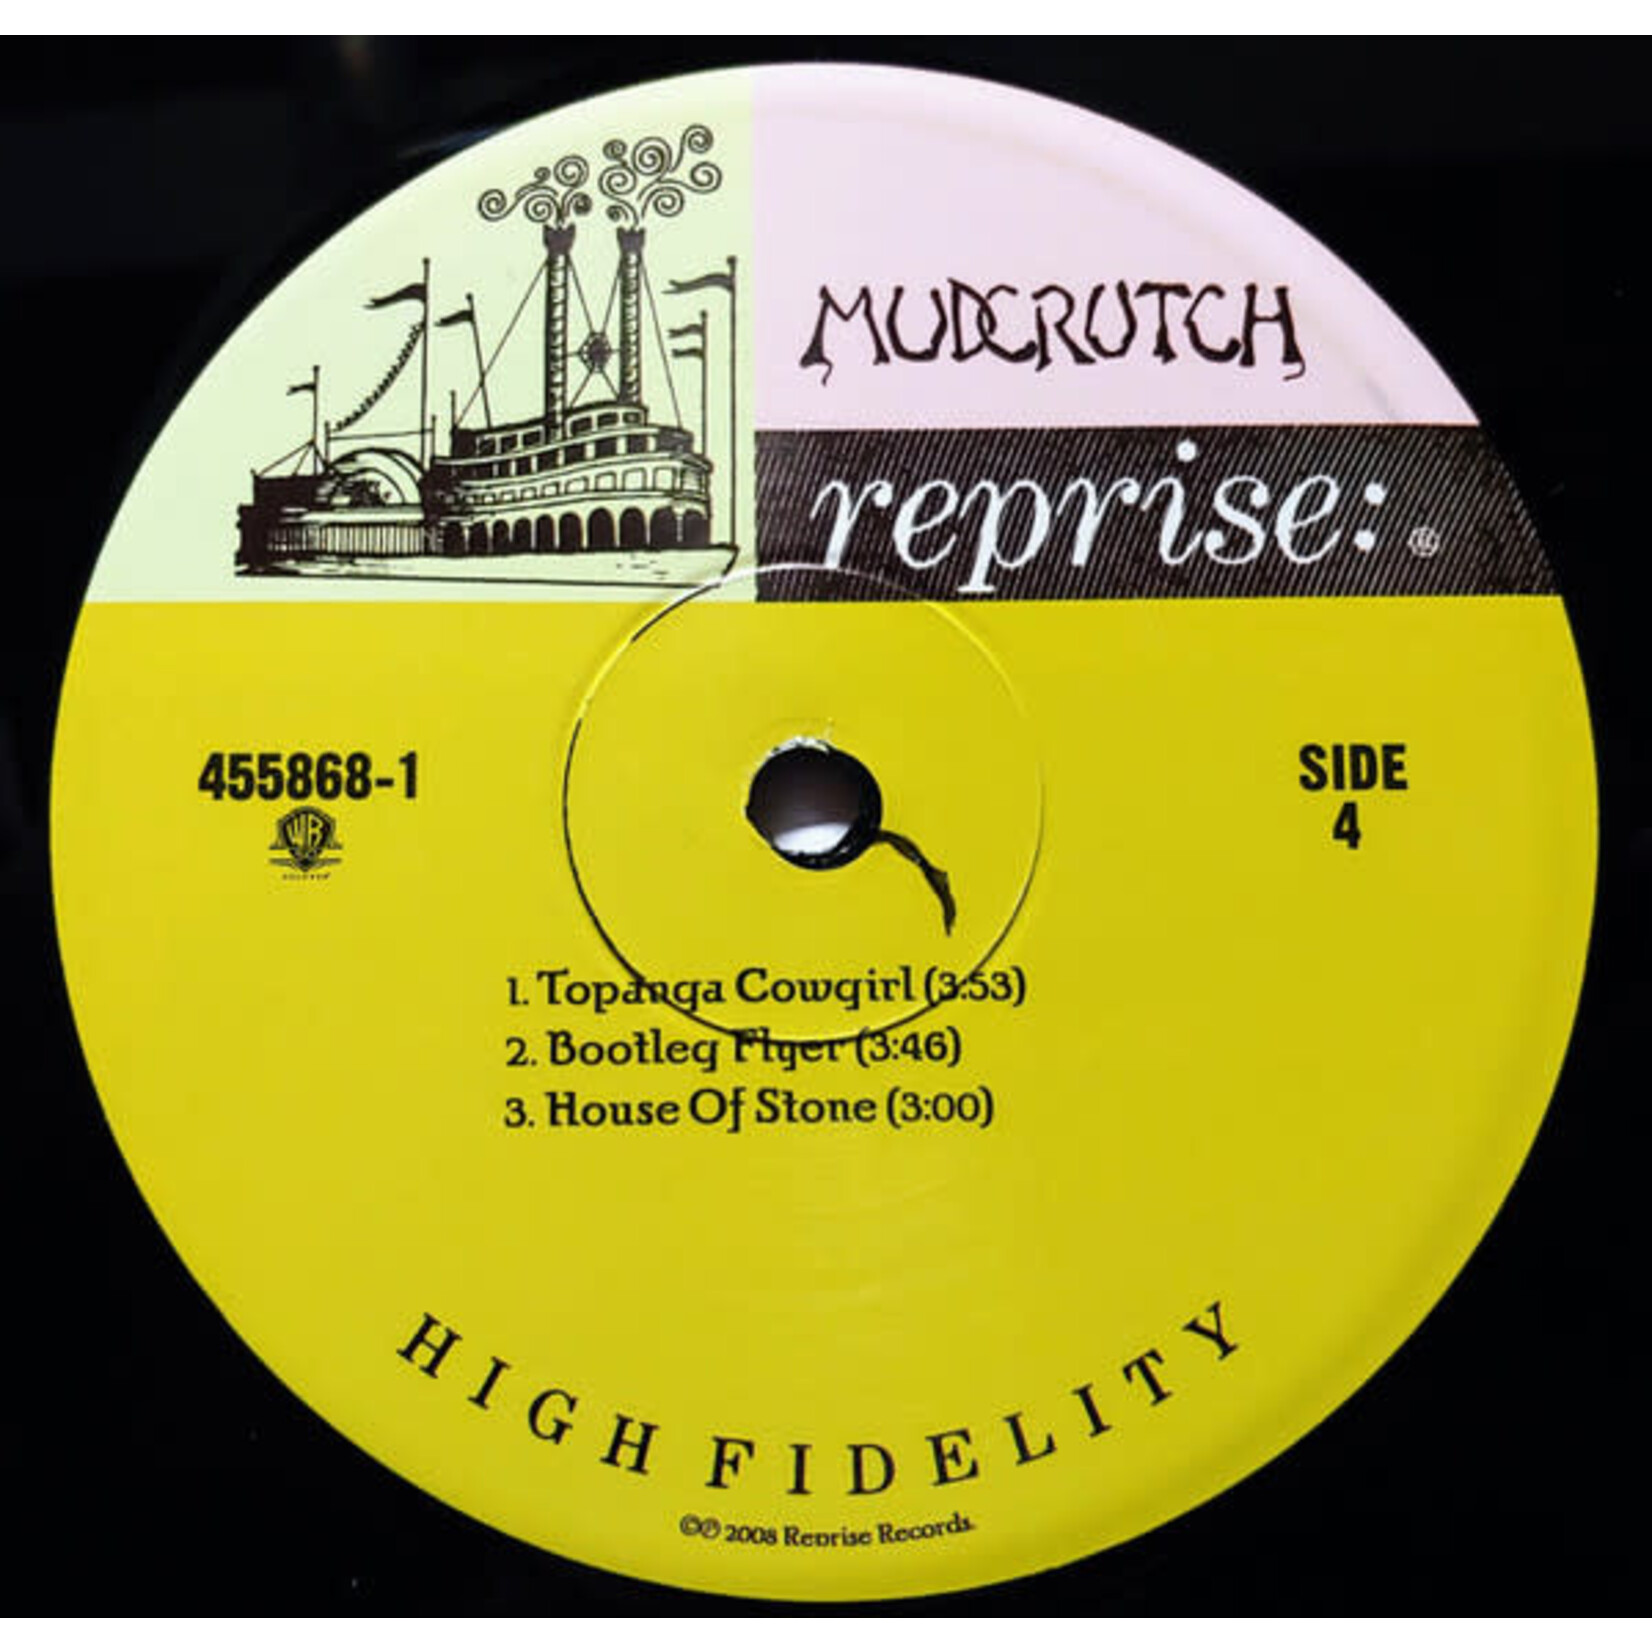 MUDCRUTCH
reprise: ®
455868-1
WB
SIDE
4
1. Topanga Cowgirl (3:53)
2. Bootleg Flyer (3:46)
3. House Of Stone (3:00)
HIGH FIDELITY
©℗ 2008 Reprise Records.